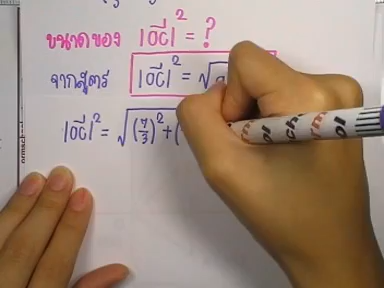 ขนาดของ |OC⃗|² = ?
จากสูตร |OC⃗|² = √a
|OC⃗|² = √(7/3)² + (